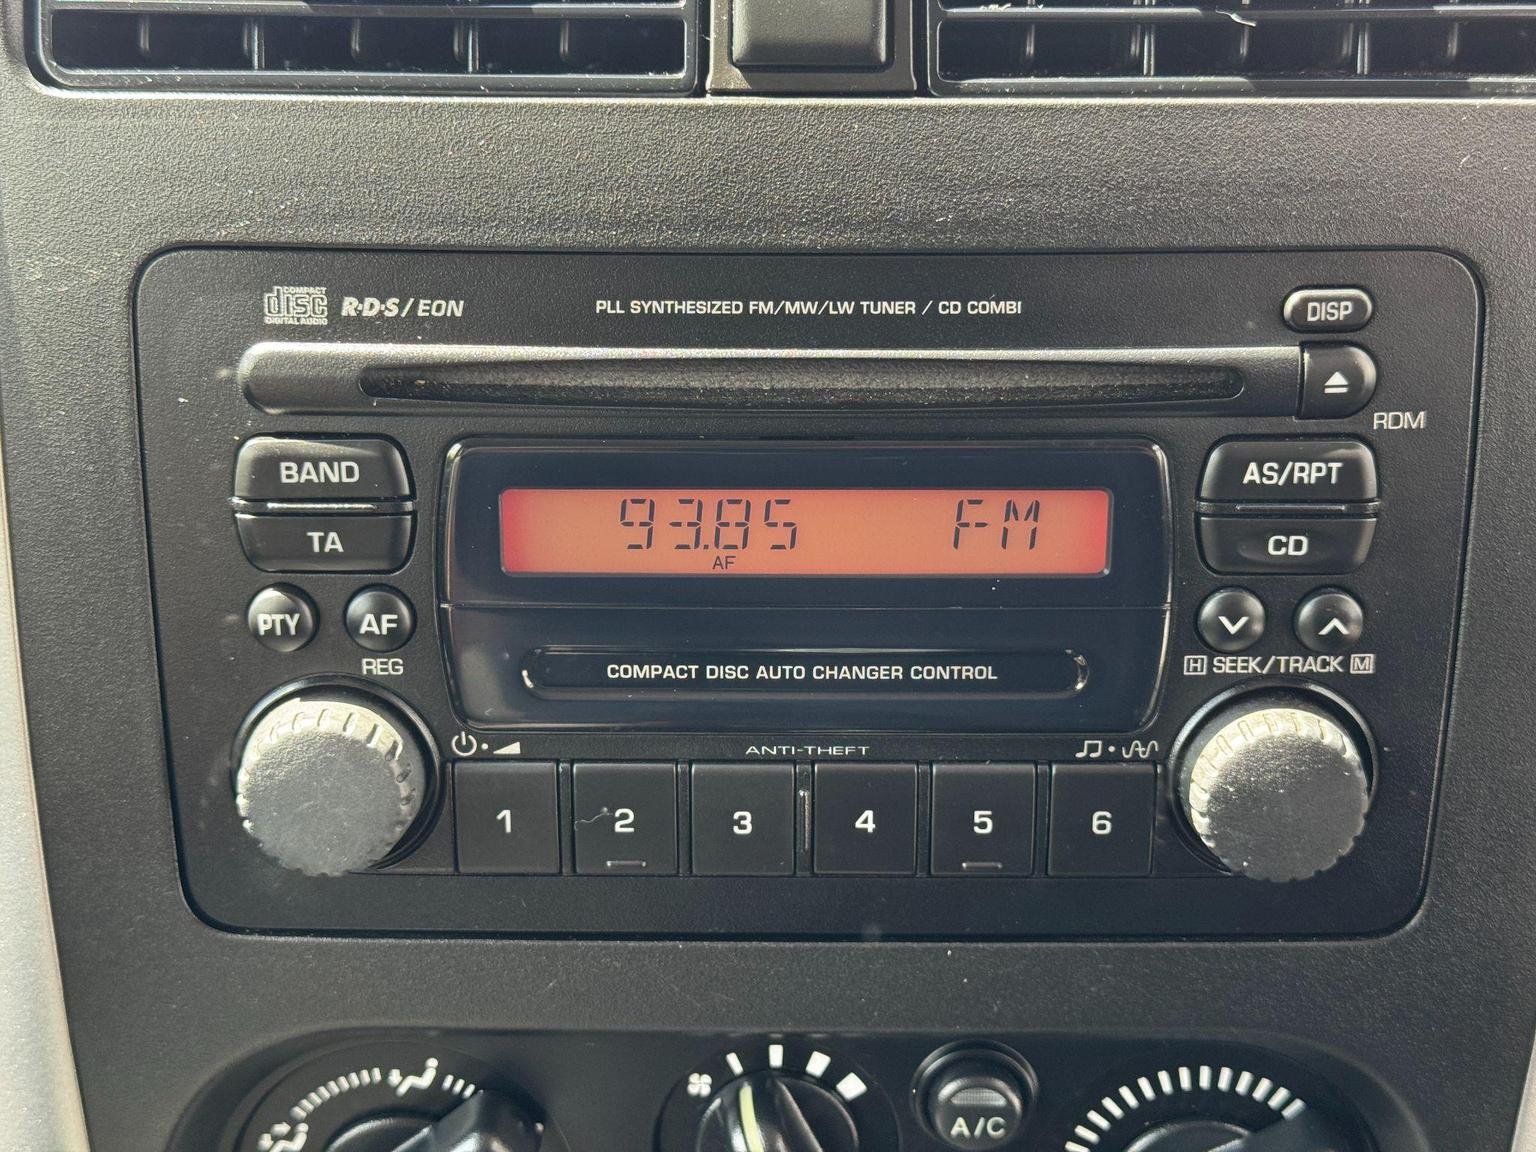 COMPACT
disc
DIGITAL AUDIO
R·D·S/EON
PLL SYNTHESIZED FM/MW/LW TUNER / CD COMBI
DISP
RDM
BAND
AS/RPT
93.85 FM
AF
TA
CD
PTY
AF
REG
COMPACT DISC AUTO CHANGER CONTROL
H SEEK/TRACK M
ANTI-THEFT
1 2 3 4 5 6
A/C